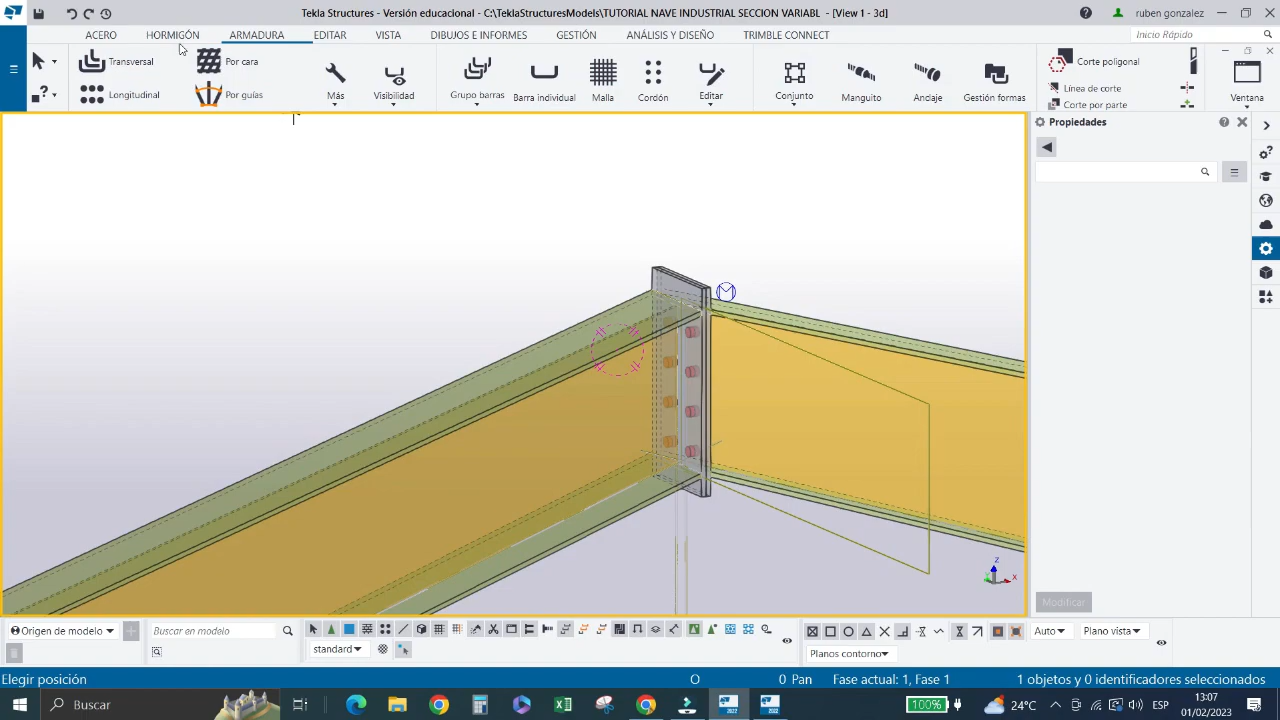 Tekla Structures - Versión educacional - C:\TeklaStructuresModels\TUTORIAL NAVE INDUSTRIAL SECCION VARIABL - [View 1 - 3d]
ruben gonzalez
ACERO
HORMIGÓN
ARMADURA
EDITAR
VISTA
DIBUJOS E INFORMES
GESTIÓN
ANÁLISIS Y DISEÑO
TRIMBLE CONNECT
Inicio Rápido
Transversal
Por cara
Longitudinal
Por guías
Más
Visibilidad
Grupo barras
Barra individual
Malla
Cordón
Editar
Conjunto
Manguito
Anclaje
Gestión formas
Corte poligonal
Línea de corte
Corte por parte
Ventana
Propiedades
z
x
Modificar
Origen de modelo
Buscar en modelo
standard
Auto
Plano vista
Planos contorno
Elegir posición
O
0 Pan
Fase actual: 1, Fase 1
1 objetos y 0 identificadores seleccionados
Buscar
100%
24°C
ESP
13:07
01/02/2023